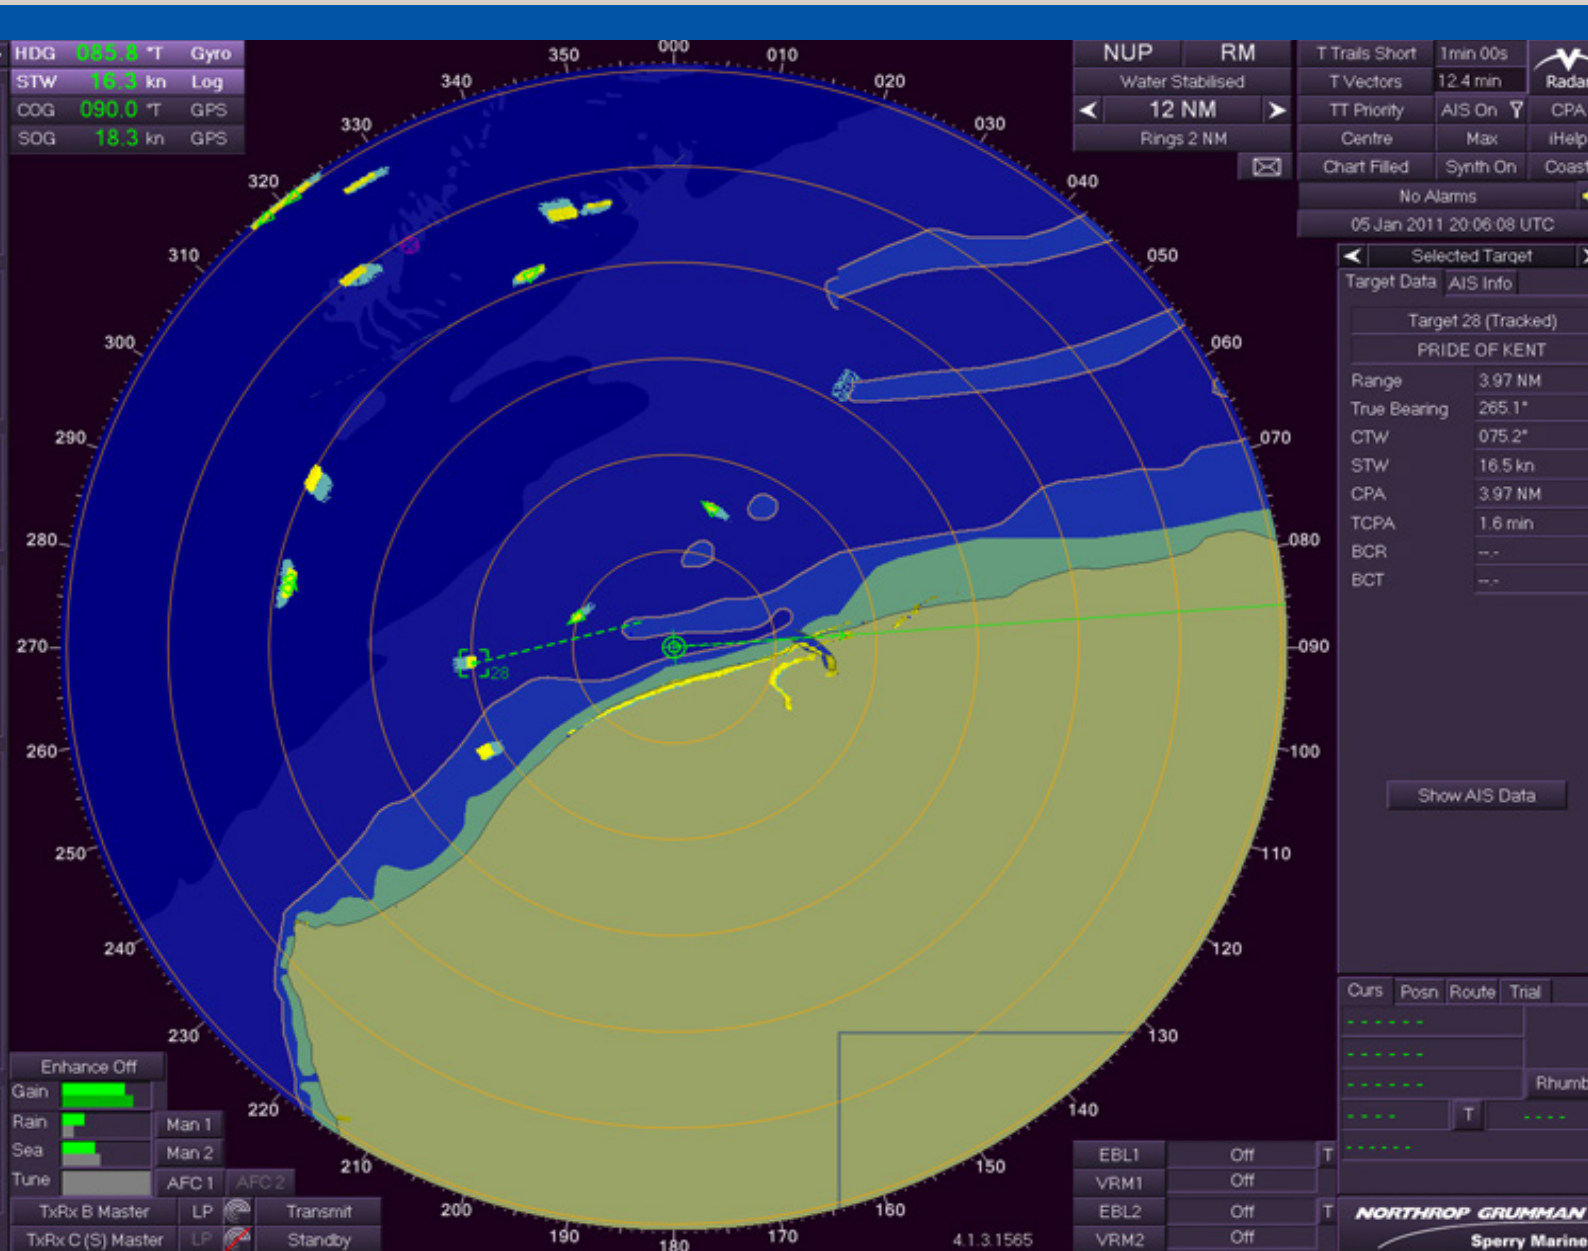 HDG 085.8 °T Gyro
STW 16.3 kn Log
COG 090.0 °T GPS
SOG 18.3 kn GPS
NUP RM
Water Stabilised
12 NM
Rings 2 NM
T Trails Short 1min 00s
T Vectors 12.4 min Radar
TT Priority AIS On CPA
Centre Max iHelp
Chart Filled Synth On Coast
No Alarms
05 Jan 2011 20:06:08 UTC
Selected Target
Target Data AIS Info
Target 28 (Tracked)
PRIDE OF KENT
Range 3.97 NM
True Bearing 265.1°
CTW 075.2°
STW 16.5 kn
CPA 3.97 NM
TCPA 1.6 min
BCR --.-
BCT --.-
Show AIS Data
000
010
020
030
040
050
060
070
080
090
100
110
120
130
140
150
160
170
180
190
200
210
220
230
240
250
260
270
280
290
300
310
320
330
340
350
28
Enhance Off
Gain
Rain Man 1
Sea Man 2
Tune AFC 1 AFC 2
TxRx B Master LP Transmit
TxRx C (S) Master LP Standby
4.1.3.1565
EBL1 Off T
VRM1 Off
EBL2 Off T
VRM2 Off
Curs Posn Route Trial
------
------
------ Rhumb
---- T ----
------
NORTHROP GRUMMAN
Sperry Marine